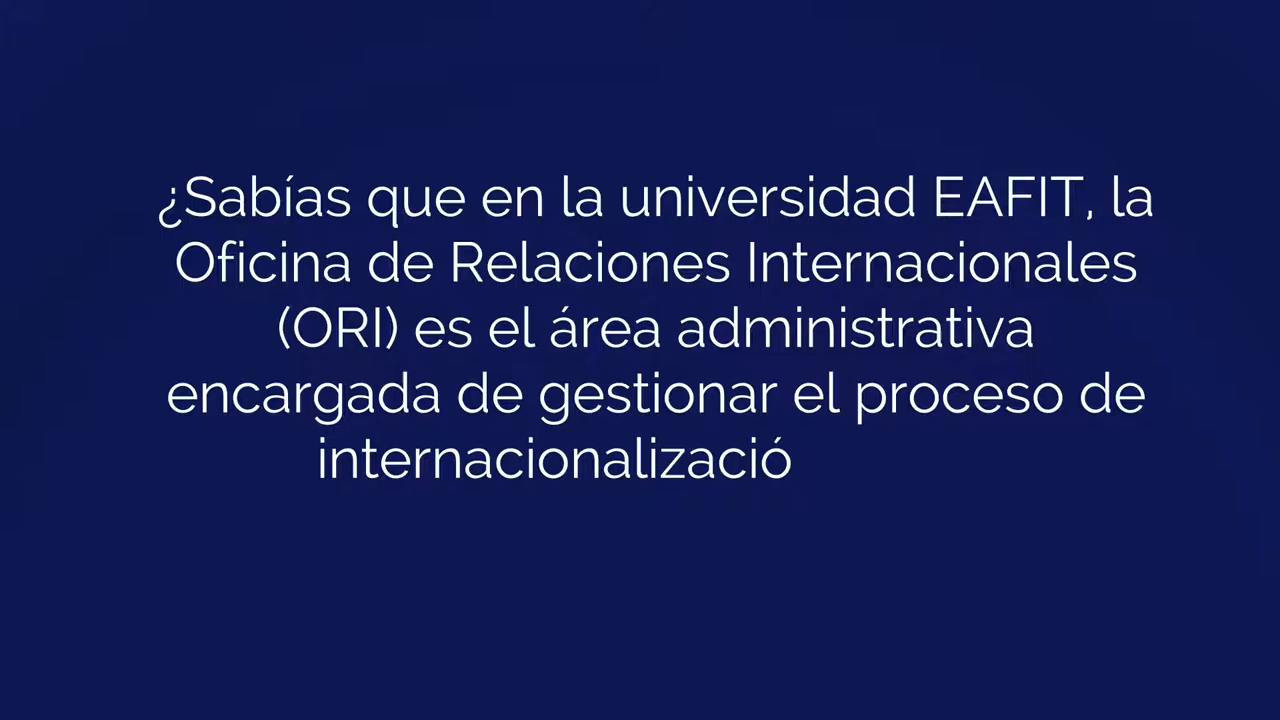 ¿Sabías que en la universidad EAFIT, la
Oficina de Relaciones Internacionales
(ORI) es el área administrativa
encargada de gestionar el proceso de
internacionalizació